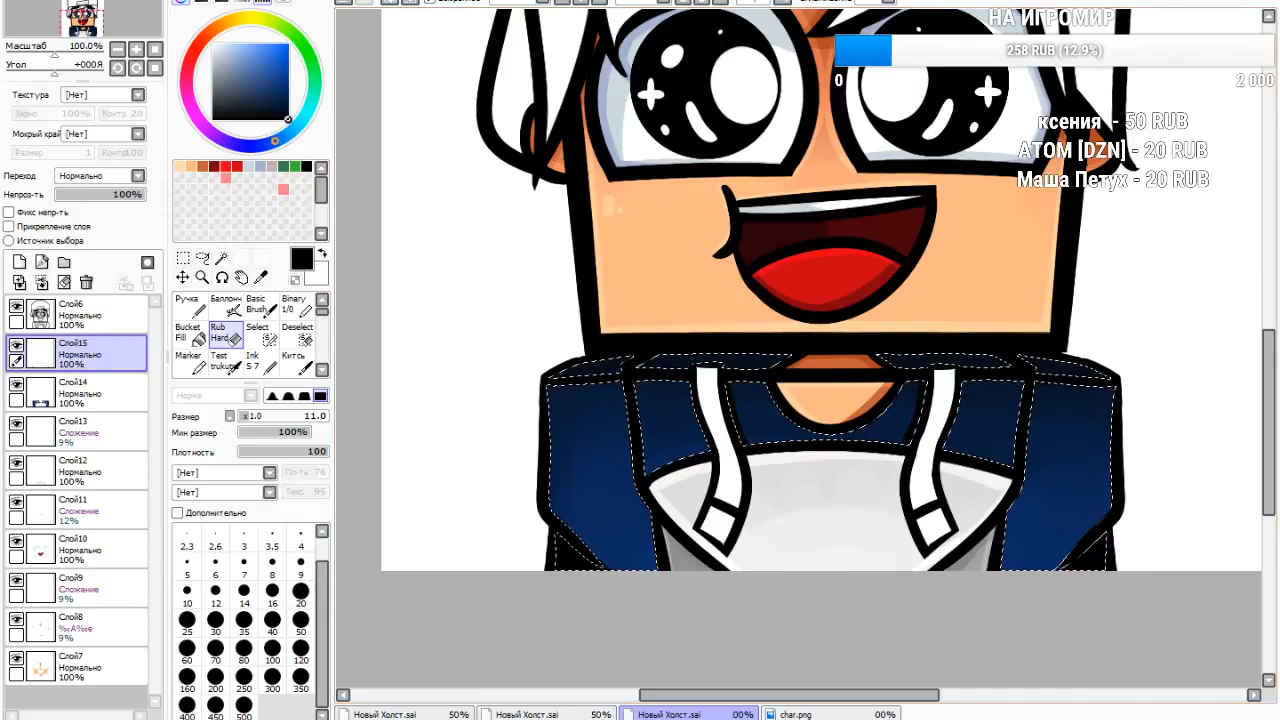 Масштаб 100.0%
Угол +000Я
Текстура [Нет]
Зарно 100% Контр 20
Мокрый край [Нет]
Размер 1 Контр100
Переход Нормально
Непроз-ть 100%
Фикс непр-ть
Прикрепление слоя
Источник выбора
Слой6
Нормально
100%
Слой15
Нормально
100%
Слой14
Нормально
100%
Слой13
Сложение
9%
Слой12
Нормально
100%
Слой11
Сложение
12%
Слой10
Нормально
100%
Слой9
Сложение
9%
Слой8
‰A‰e
9%
Слой7
Нормально
100%
Ручка Баллонч Basic Brush Binary 1/0
Bucket Fill Rub Hard Select Deselect
Marker Test trukuto Ink S 7 Кисть
Норма
Размер x1.0 11.0
Мин размер 100%
Плотность 100
[Нет] Пл-ть 76
[Нет] Текс. 95
Дополнительно
2.3 2.6 3 3.5 4
5 6 7 8 9
10 12 14 16 20
25 30 35 40 50
60 70 80 100 120
160 200 250 300 350
400 450 500
НА ИГРОМИР
258 RUB (12.9%)
0 2 000
ксения - 50 RUB
ATOM [DZN] - 20 RUB
Маша Петух - 20 RUB
Новый Холст.sai 50% Новый Холст.sai 50% Новый Холст.sai 00% char.png 00%